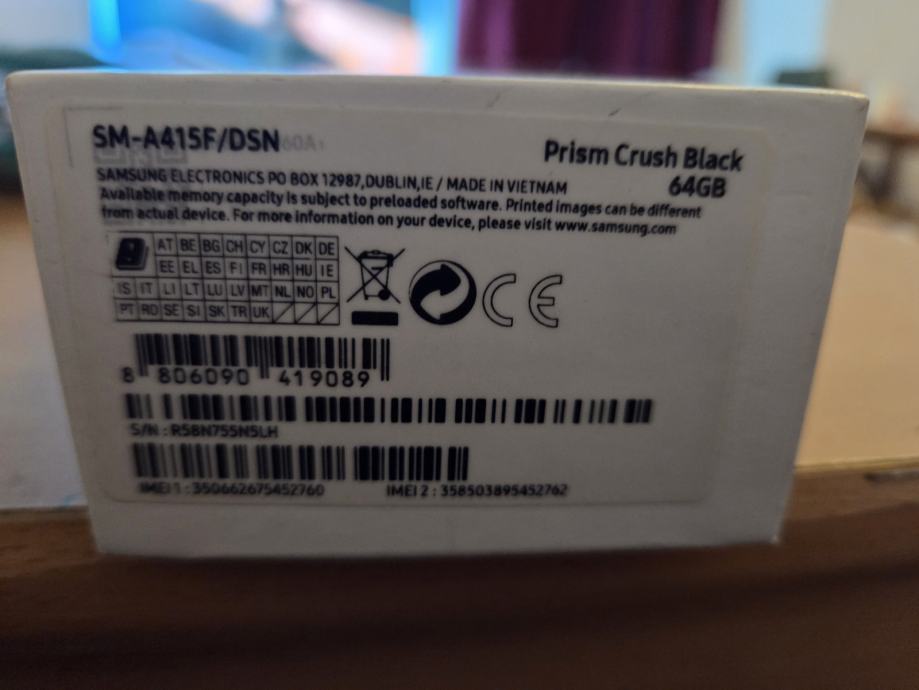 SM-A415F/DSN
Prism Crush Black
64GB
SAMSUNG ELECTRONICS PO BOX 12987,DUBLIN,IE / MADE IN VIETNAM
Available memory capacity is subject to preloaded software. Printed images can be different
from actual device. For more information on your device, please visit www.samsung.com
AT BE BG CH CY CZ DK DE
EE EL ES FI FR HR HU IE
IS IT LI LT LU LV MT NL NO PL
PT RO SE SI SK TR UK
CE
8 806090 419089
S/N : R58N755N5LH
IMEI 1 : 350662675452760 IMEI 2 : 358503895452762